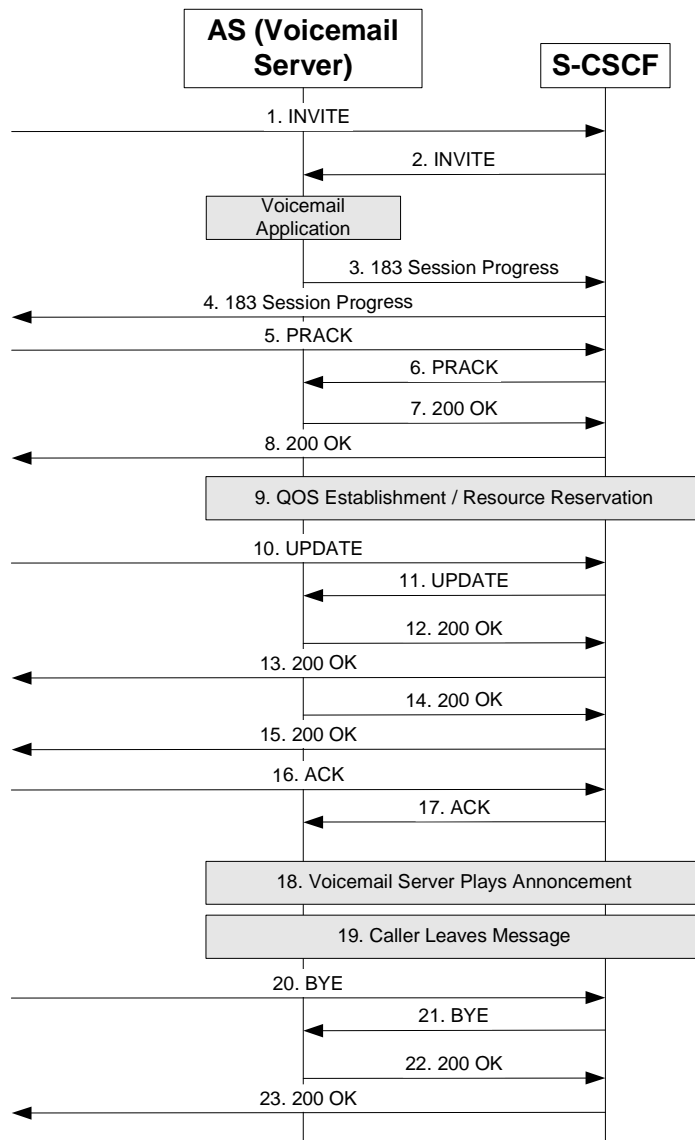 AS (Voicemail
Server)
S-CSCF
1. INVITE
2. INVITE
Voicemail
Application
3. 183 Session Progress
4. 183 Session Progress
5. PRACK
6. PRACK
7. 200 OK
8. 200 OK
9. QOS Establishment / Resource Reservation
10. UPDATE
11. UPDATE
12. 200 OK
13. 200 OK
14. 200 OK
15. 200 OK
16. ACK
17. ACK
18. Voicemail Server Plays Annoncement
19. Caller Leaves Message
20. BYE
21. BYE
22. 200 OK
23. 200 OK